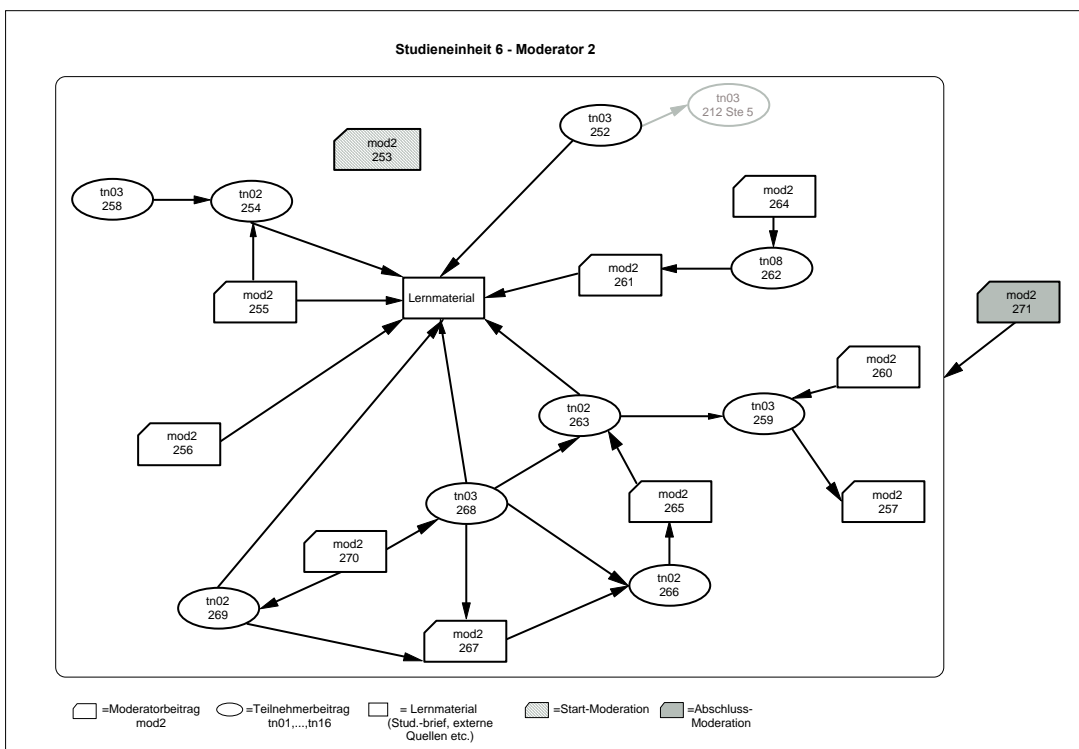 Studieneinheit 6 - Moderator 2
tn03
212 Ste 5
tn03
252
mod2
253
tn03
258
tn02
254
mod2
264
mod2
261
tn08
262
mod2
255
Lernmaterial
mod2
271
mod2
260
tn02
263
tn03
259
mod2
256
tn03
268
mod2
265
mod2
257
mod2
270
tn02
266
tn02
269
mod2
267
=Moderatorbeitrag
mod2
=Teilnehmerbeitrag
tn01,...,tn16
= Lernmaterial
(Stud.-brief, externe
Quellen etc.)
=Start-Moderation
=Abschluss-
Moderation